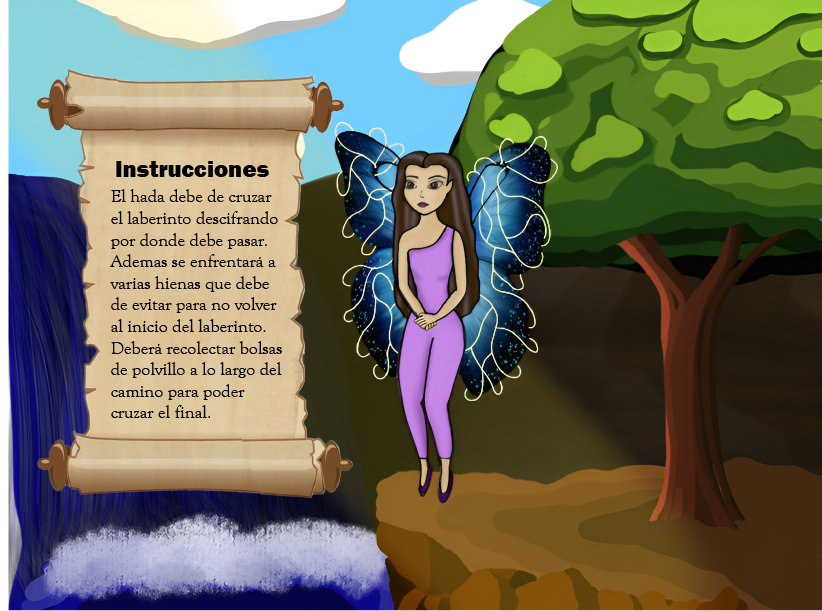 Instrucciones
El hada debe de cruzar
el laberinto descifrando
por donde debe pasar.
Ademas se enfrentará a
varias hienas que debe
de evitar para no volver
al inicio del laberinto.
Deberá recolectar bolsas
de polvillo a lo largo del
camino para poder
cruzar el final.